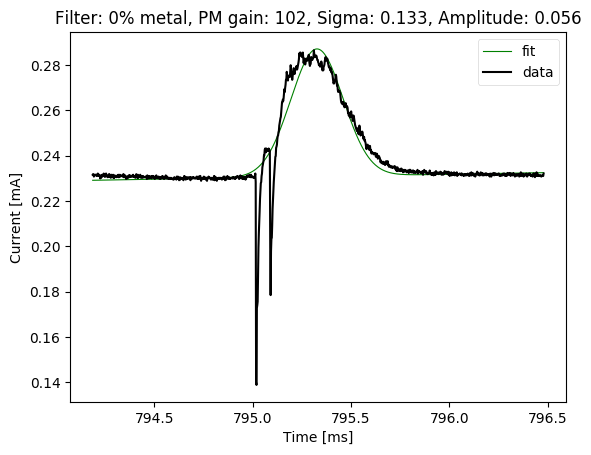 Filter: 0% metal, PM gain: 102, Sigma: 0.133, Amplitude: 0.056
fit
data
0.28
0.26
0.24
0.22
0.20
0.18
0.16
0.14
Current [mA]
794.5 795.0 795.5 796.0 796.5
Time [ms]